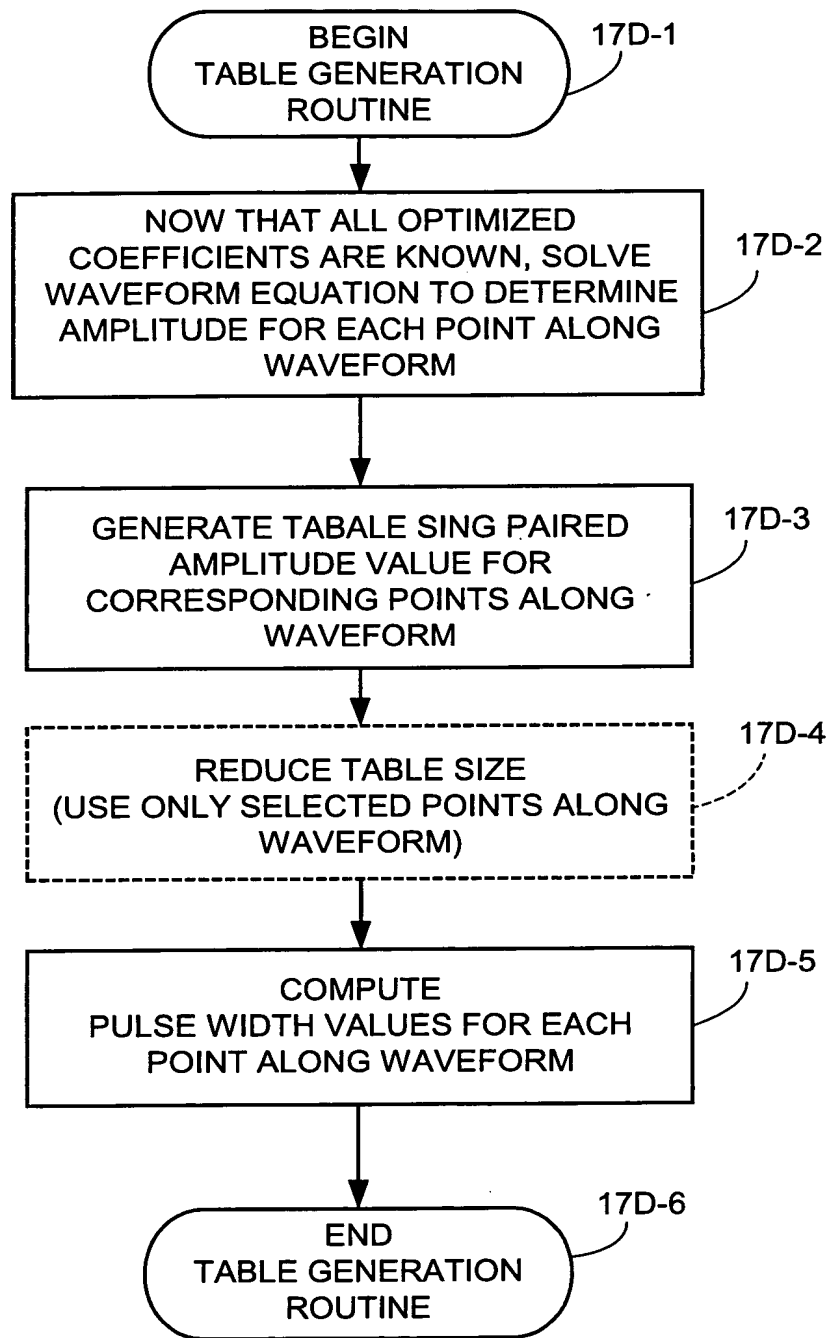 BEGIN
TABLE GENERATION
ROUTINE
17D-1
NOW THAT ALL OPTIMIZED
COEFFICIENTS ARE KNOWN, SOLVE
WAVEFORM EQUATION TO DETERMINE
AMPLITUDE FOR EACH POINT ALONG
WAVEFORM
17D-2
GENERATE TABALE SING PAIRED
AMPLITUDE VALUE FOR
CORRESPONDING POINTS ALONG
WAVEFORM
17D-3
REDUCE TABLE SIZE
(USE ONLY SELECTED POINTS ALONG
WAVEFORM)
17D-4
COMPUTE
PULSE WIDTH VALUES FOR EACH
POINT ALONG WAVEFORM
17D-5
END
TABLE GENERATION
ROUTINE
17D-6